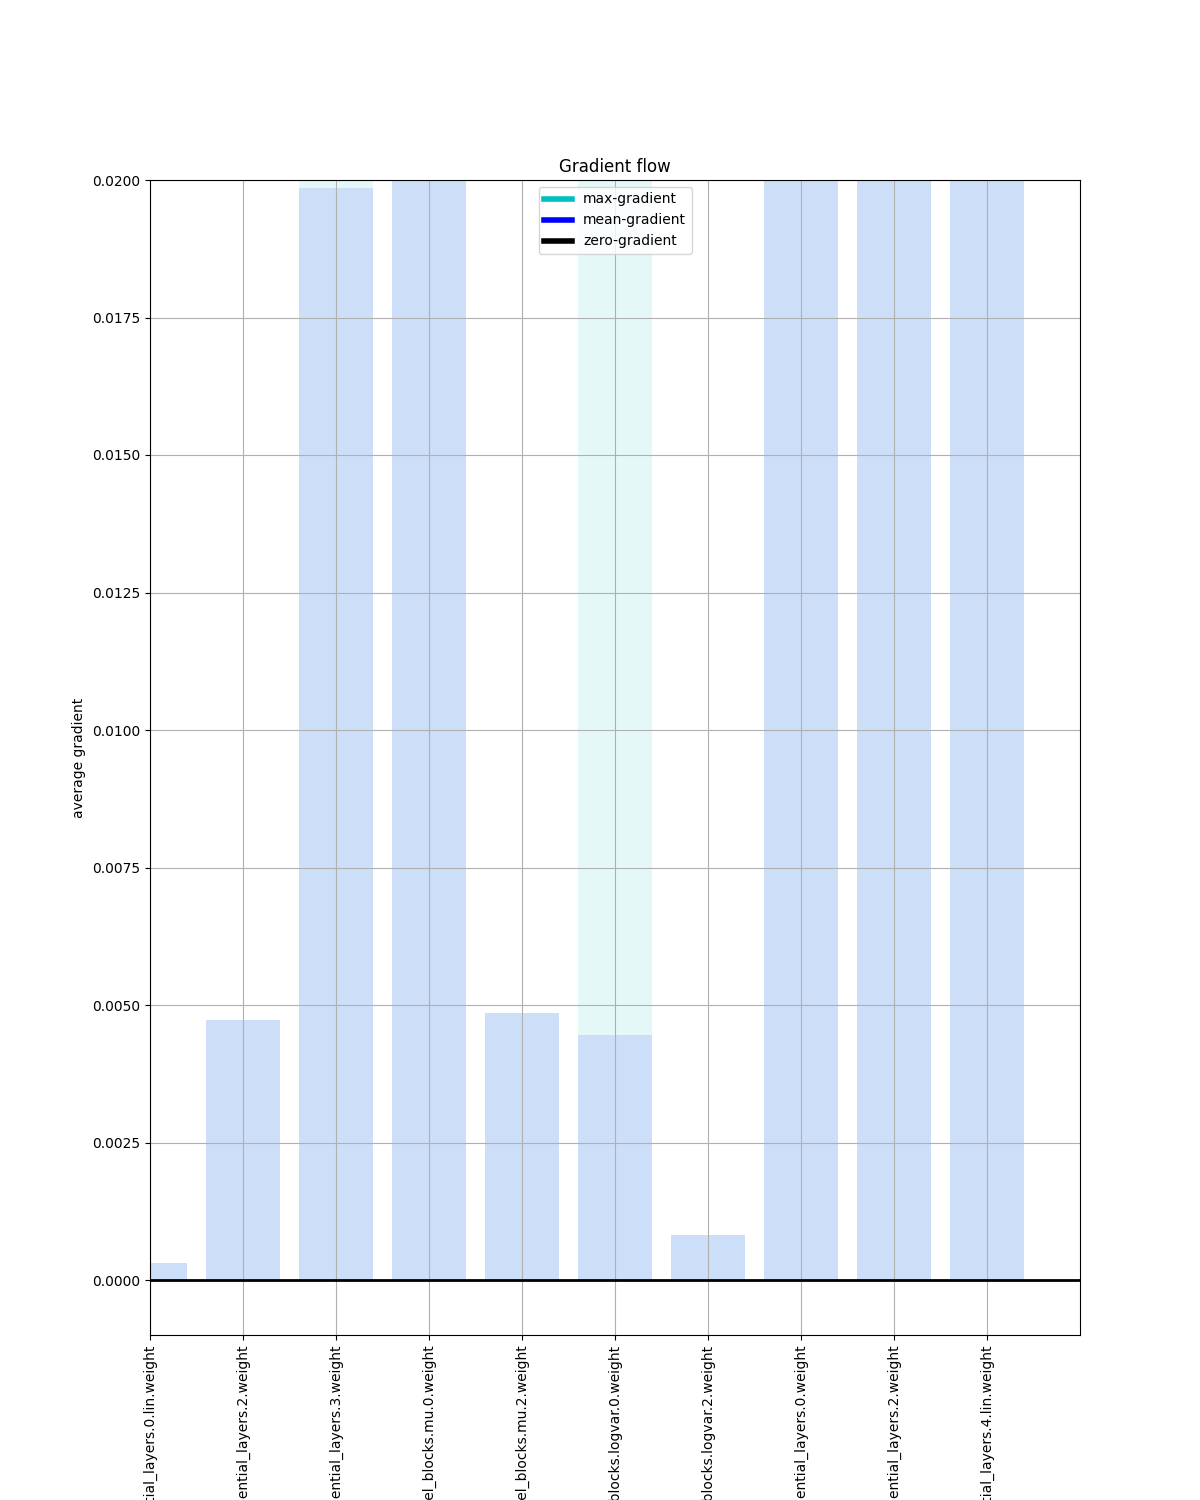 Gradient flow
max-gradient
mean-gradient
zero-gradient
0.0200
0.0175
0.0150
0.0125
0.0100
0.0075
0.0050
0.0025
0.0000
average gradient
tial_layers.0.lin.weight
ential_layers.2.weight
ential_layers.3.weight
el_blocks.mu.0.weight
el_blocks.mu.2.weight
blocks.logvar.0.weight
blocks.logvar.2.weight
ential_layers.0.weight
ential_layers.2.weight
tial_layers.4.lin.weight